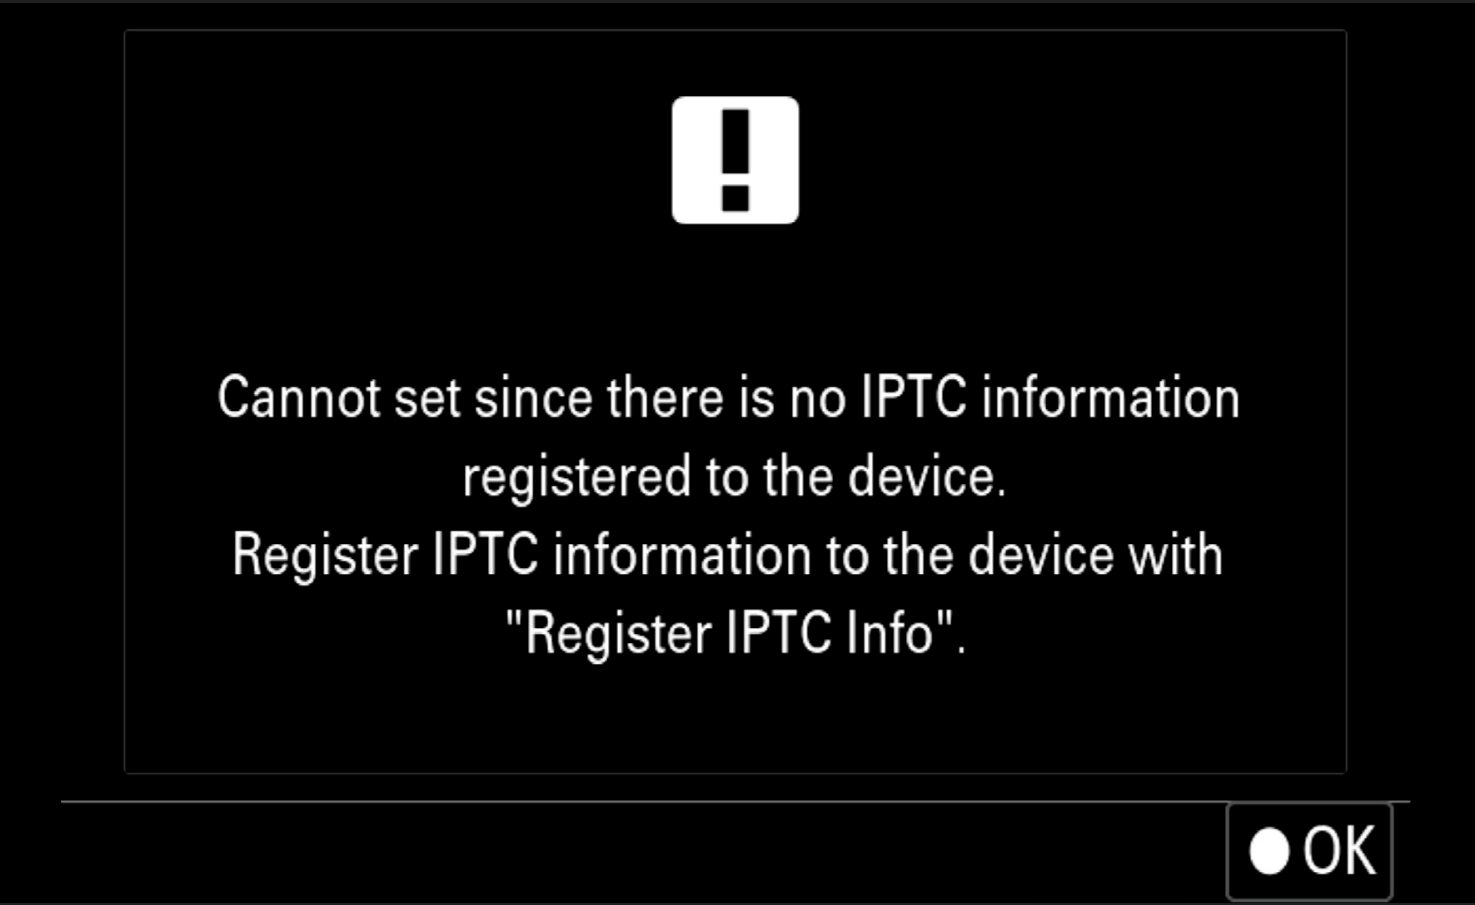 Cannot set since there is no IPTC information
registered to the device.
Register IPTC information to the device with
"Register IPTC Info".
OK